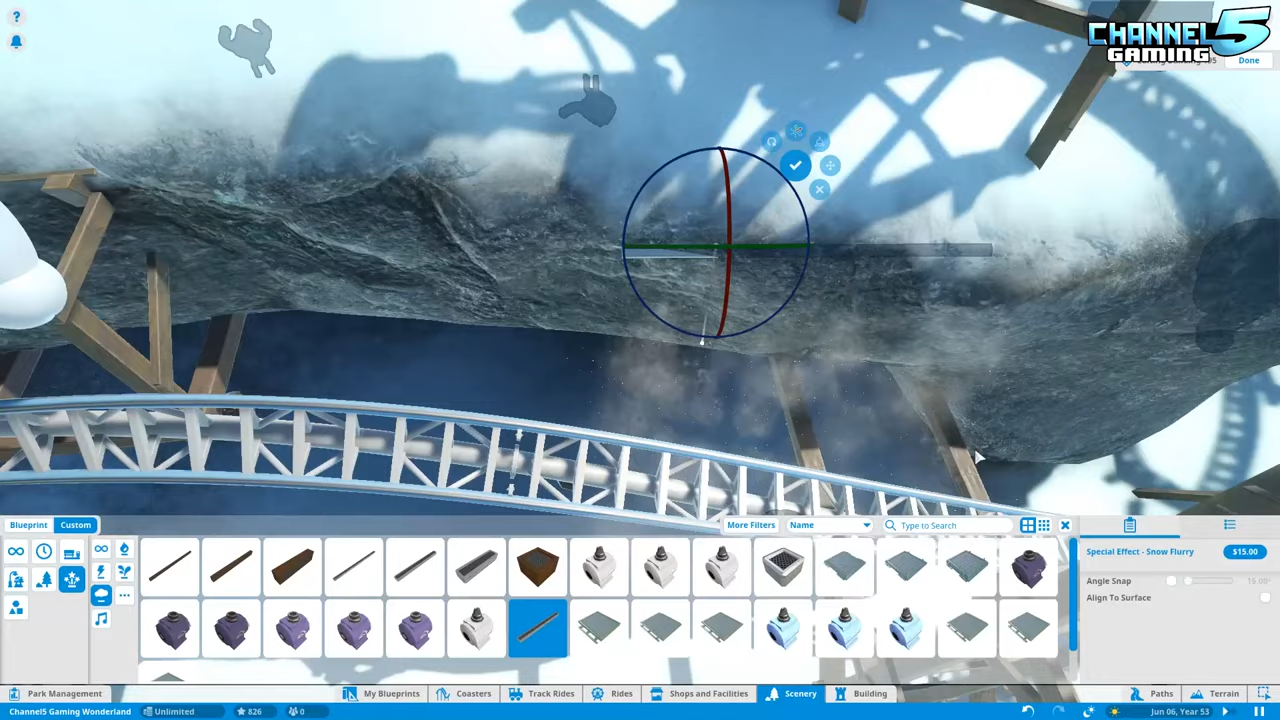 CHANNEL 5
GAMING
Done
Blueprint
Custom
More Filters
Name
Type to Search
Special Effect - Snow Flurry
$15.00
Angle Snap
15.00°
Align To Surface
Park Management
My Blueprints
Coasters
Track Rides
Rides
Shops and Facilities
Scenery
Building
Paths
Terrain
Channel5 Gaming Wonderland
Unlimited
826
0
Jun 06, Year 53